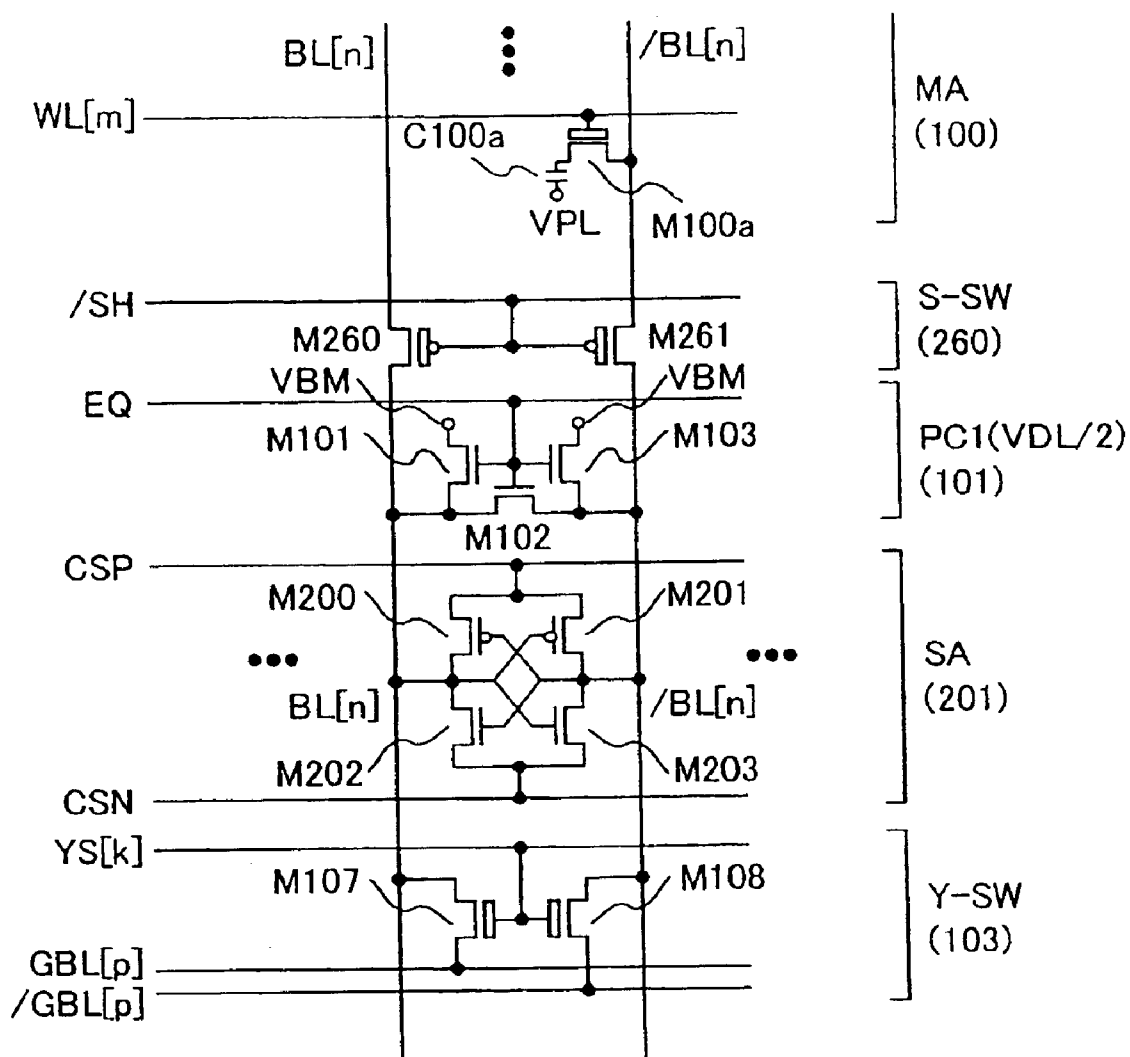 BL[n]
/BL[n]
MA
(100)
WL[m]
C100a
VPL
M100a
/SH
S-SW
(260)
M260
M261
VBM
VBM
EQ
PC1(VDL/2)
(101)
M101
M103
M102
CSP
M200
M201
SA
(201)
BL[n]
/BL[n]
M202
M203
CSN
YS[k]
M107
M108
Y-SW
(103)
GBL[p]
/GBL[p]